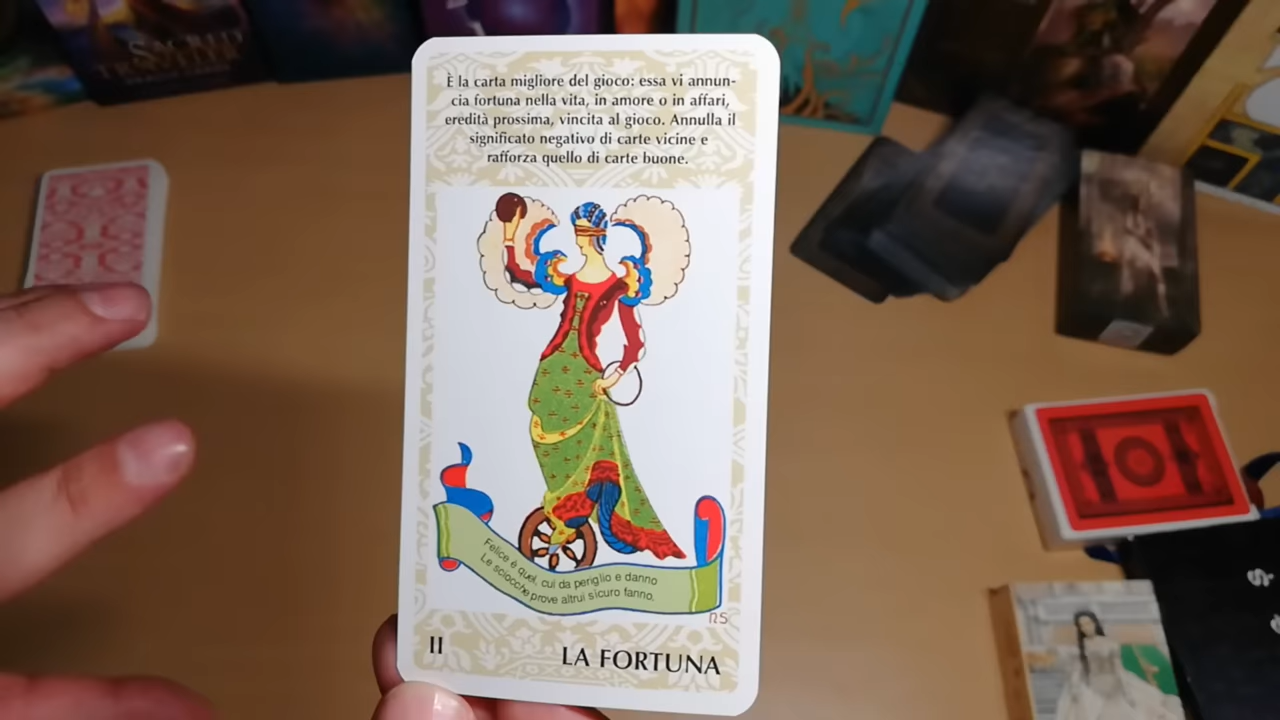 È la carta migliore del gioco: essa vi annun-
cia fortuna nella vita, in amore o in affari,
eredità prossima, vincita al gioco. Annulla il
significato negativo di carte vicine e
rafforza quello di carte buone.
Felice è quel, cui da periglio e danno
Le sciocche prove altrui sicuro fanno.
RS
II
LA FORTUNA